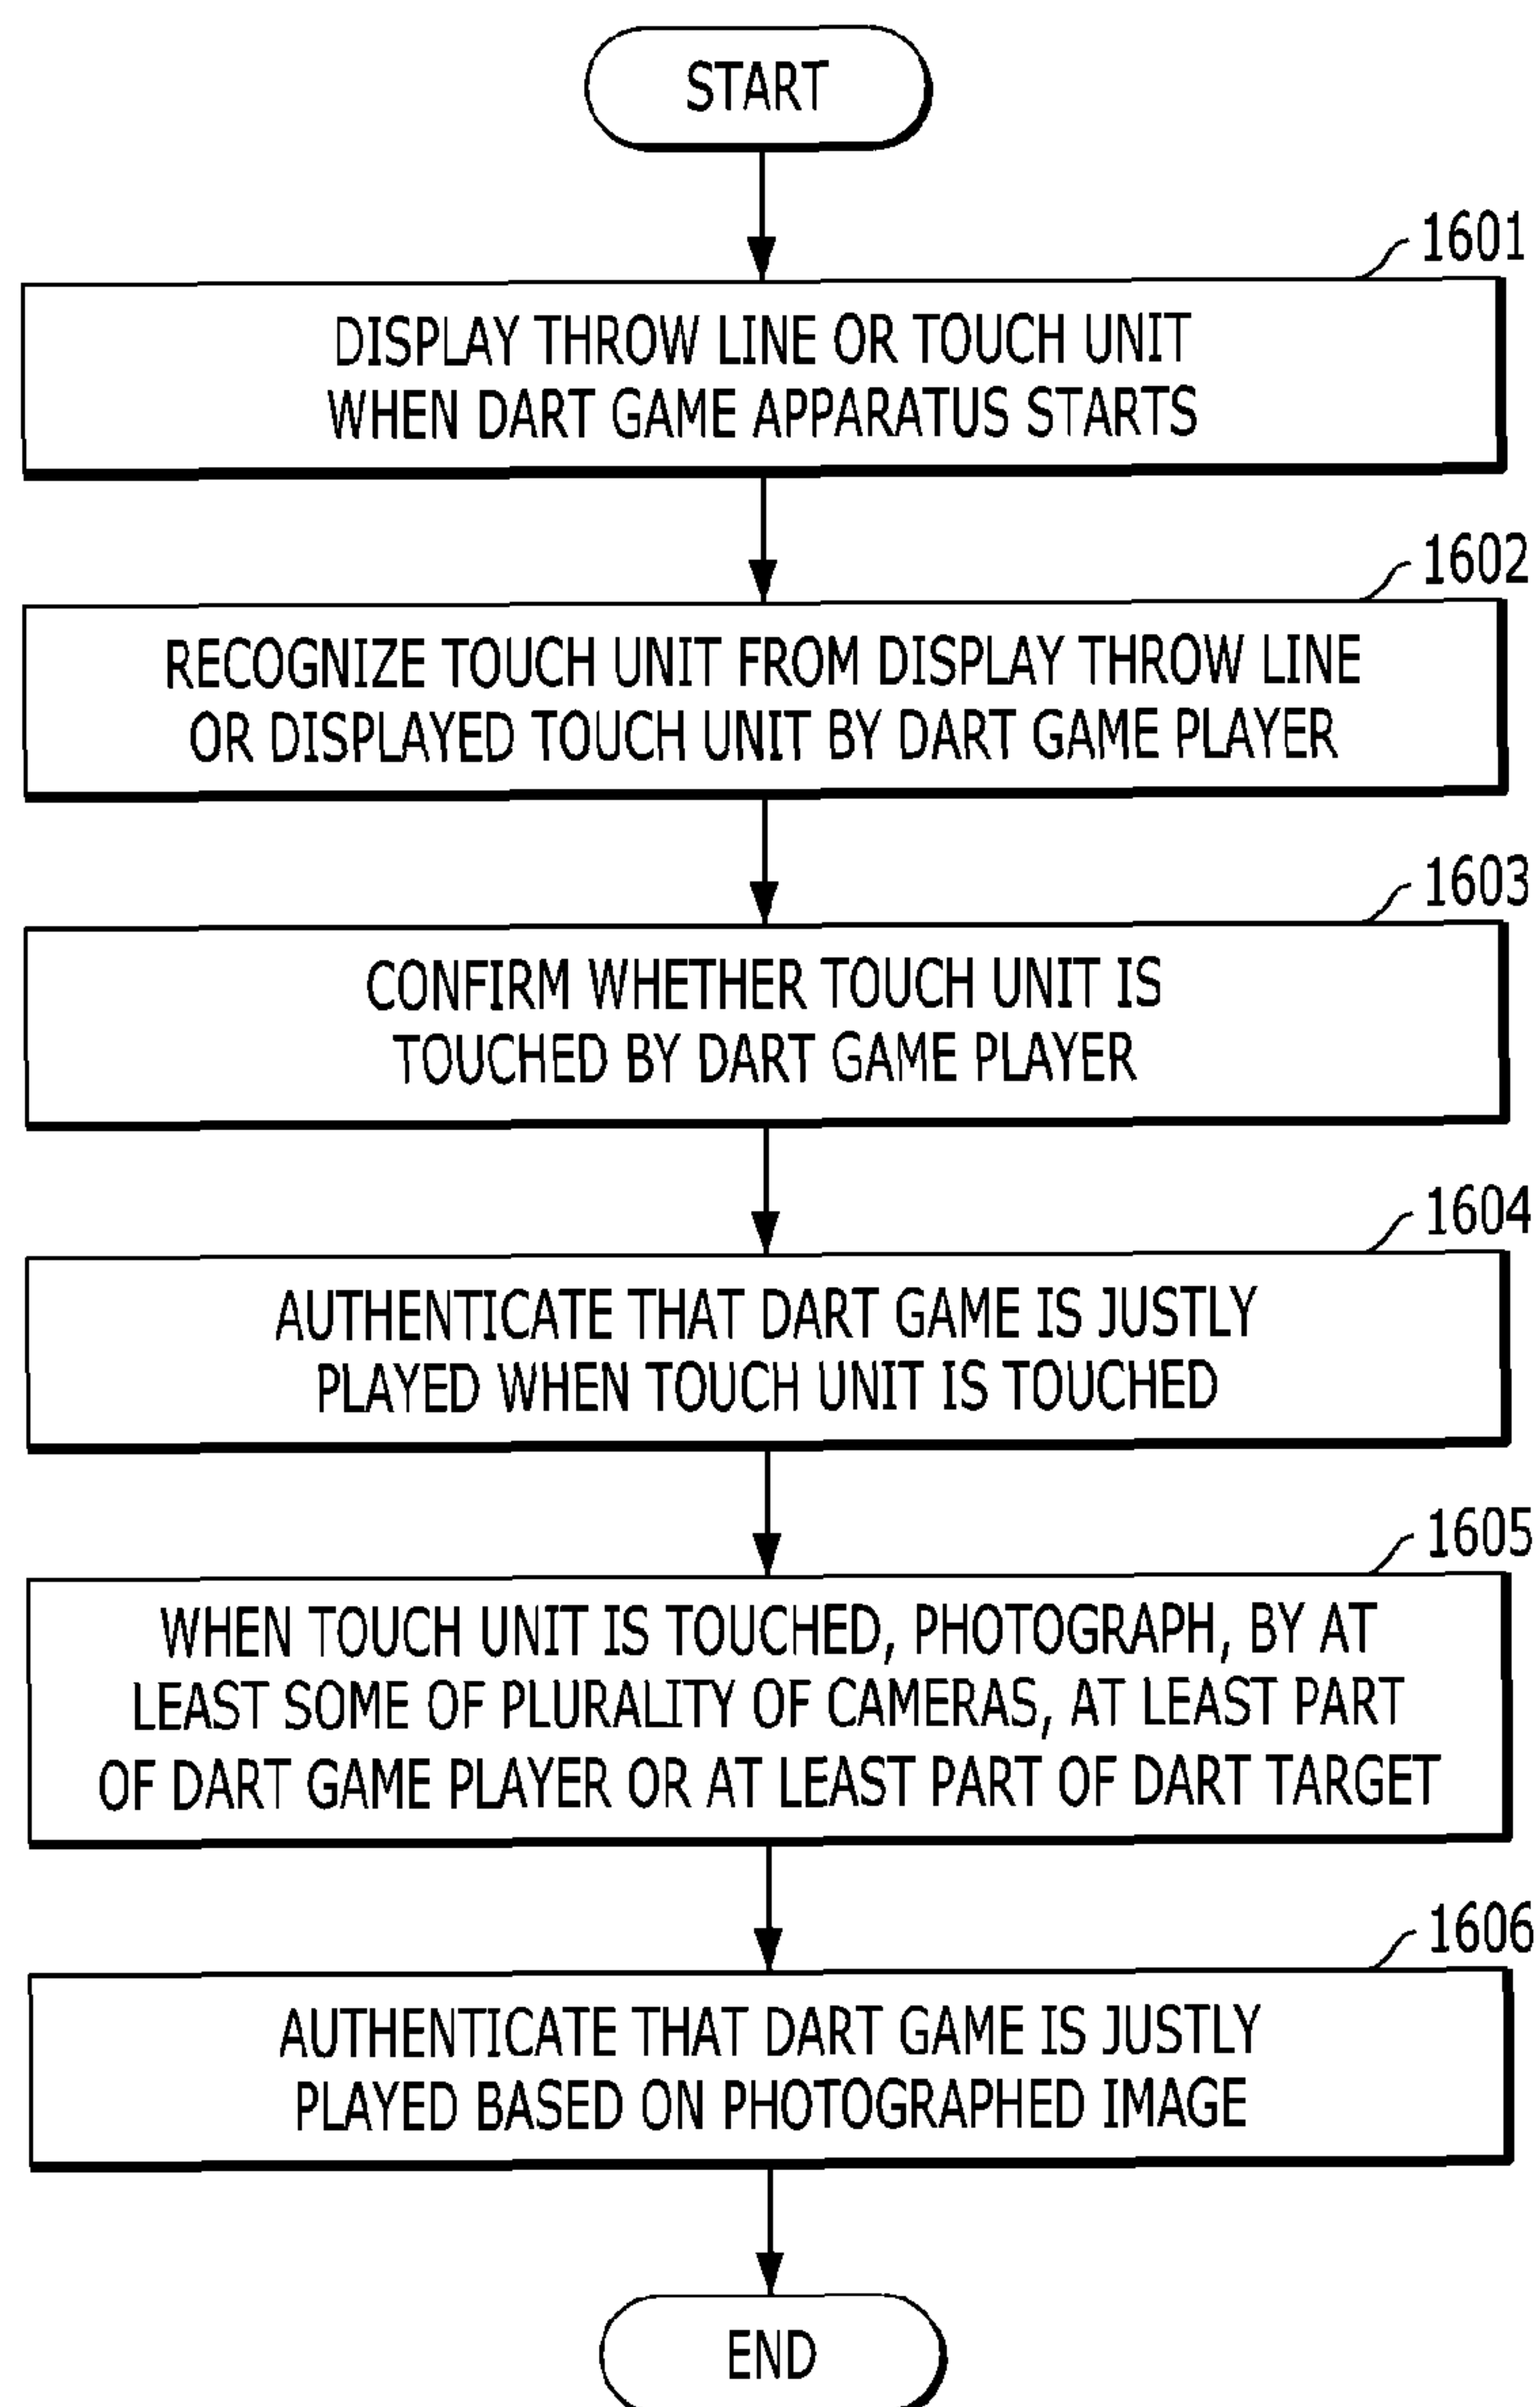 START
1601
DISPLAY THROW LINE OR TOUCH UNIT
WHEN DART GAME APPARATUS STARTS
1602
RECOGNIZE TOUCH UNIT FROM DISPLAY THROW LINE
OR DISPLAYED TOUCH UNIT BY DART GAME PLAYER
1603
CONFIRM WHETHER TOUCH UNIT IS
TOUCHED BY DART GAME PLAYER
1604
AUTHENTICATE THAT DART GAME IS JUSTLY
PLAYED WHEN TOUCH UNIT IS TOUCHED
1605
WHEN TOUCH UNIT IS TOUCHED, PHOTOGRAPH, BY AT
LEAST SOME OF PLURALITY OF CAMERAS, AT LEAST PART
OF DART GAME PLAYER OR AT LEAST PART OF DART TARGET
1606
AUTHENTICATE THAT DART GAME IS JUSTLY
PLAYED BASED ON PHOTOGRAPHED IMAGE
END